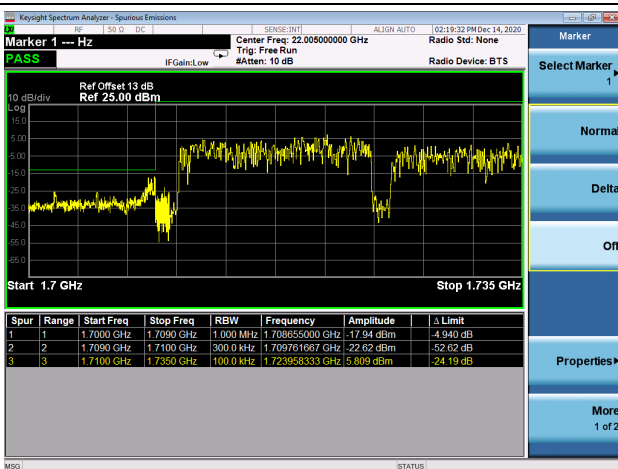 Keysight Spectrum Analyzer - Spurious Emissions
LXI RF 50 Ω DC SENSE:INT ALIGN AUTO 02:19:32 PM Dec 14, 2020
Marker 1 --- Hz
Center Freq: 22.005000000 GHz
Radio Std: None
Trig: Free Run
PASS
IFGain:Low
#Atten: 10 dB
Radio Device: BTS
Ref Offset 13 dB
10 dB/div Ref 25.00 dBm
Log
15.0
5.00
-5.00
-15.0
-25.0
-35.0
-45.0
-55.0
-65.0
Start 1.7 GHz Stop 1.735 GHz
Spur Range Start Freq Stop Freq RBW Frequency Amplitude Δ Limit
1 1 1.7000 GHz 1.7090 GHz 1.000 MHz 1.708655000 GHz -17.94 dBm -4.940 dB
2 2 1.7090 GHz 1.7100 GHz 300.0 kHz 1.709761667 GHz -22.62 dBm -52.62 dB
3 3 1.7100 GHz 1.7350 GHz 100.0 kHz 1.723958333 GHz 5.809 dBm -24.19 dB
MSG STATUS
Marker
Select Marker
1
Normal
Delta
Off
Properties
More
1 of 2